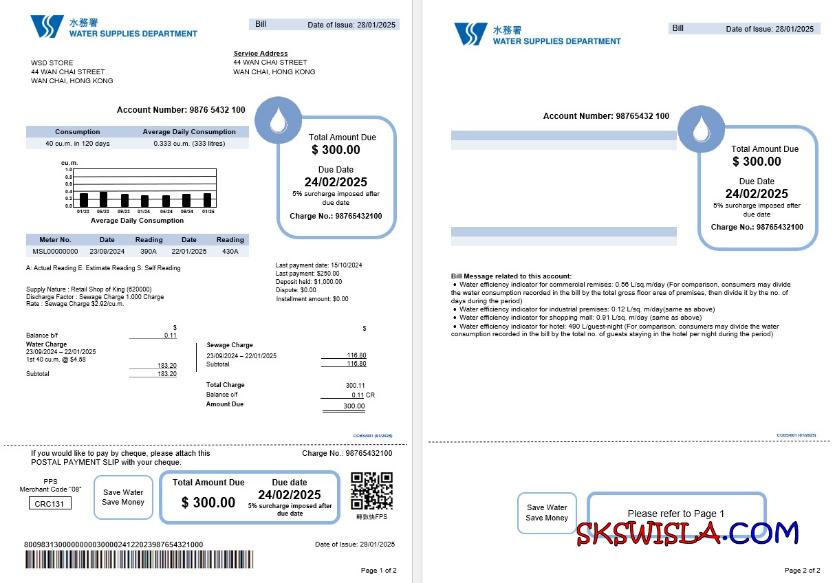 水務署
WATER SUPPLIES DEPARTMENT
Bill Date of Issue: 28/01/2025
WSD STORE
44 WAN CHAI STREET
WAN CHAI, HONG KONG
Service Address
44 WAN CHAI STREET
WAN CHAI, HONG KONG
Account Number: 9876 5432 100
Consumption Average Daily Consumption
40 cu.m. in 120 days 0.333 cu.m. (333 litres)
Total Amount Due
$ 300.00
Due Date
24/02/2025
5% surcharge imposed after
due date
Charge No.: 98765432100
cu.m.
1.0
0.8
0.6
0.4
0.2
0.0
Average Daily Consumption
Meter No. Date Reading Date Reading
MSL00000000 23/09/2024 390A 22/01/2025 430A
A: Actual Reading E: Estimate Reading S: Self Reading
Last payment date: 15/10/2024
Last payment: $250.00
Deposit held: $1,000.00
Dispute: $0.00
Installment amount: $0.00
Supply Nature : Retail Shop of King (620000)
Discharge Factor : Sewage Charge 1.000 Charge
Rate : Sewage Charge $2.92/cu.m.
$
Balance b/f 0.11
Water Charge
23/09/2024 – 22/01/2025
1st 40 cu.m. @ $4.58 183.20
Subtotal 183.20
$
Sewage Charge
23/09/2024 – 22/01/2025 116.80
Subtotal 116.80
Total Charge 300.11
Balance c/f 0.11 CR
Amount Due 300.00
If you would like to pay by cheque, please attach this
POSTAL PAYMENT SLIP with your cheque.
Charge No.: 98765432100
PPS
Merchant Code "08"
CRC131
Save Water
Save Money
Total Amount Due
$ 300.00
Due date
24/02/2025
5% surcharge imposed after
due date
轉數快FPS
Date of Issue: 28/01/2025
Page 1 of 2
水務署
WATER SUPPLIES DEPARTMENT
Bill Date of Issue: 28/01/2025
Account Number: 98765432 100
Total Amount Due
$ 300.00
Due Date
24/02/2025
5% surcharge imposed after
due date
Charge No.: 98765432100
Bill Message related to this account:
• Water efficiency indicator for commercial remises: 0.56 L/sq.m/day (For comparison, consumers may divide
the water consumption recorded in the bill by the total gross floor area of premises, then divide it by the no. of
days during the period)
• Water efficiency indicator for industrial premises: 0.12 L/sq. m/day(same as above)
• Water efficiency indicator for shopping mall: 0.91 L/sq. m/day (same as above)
• Water efficiency indicator for hotel: 490 L/guest-night (For comparison. consumers may divide the water
consumption recorded in the bill by the total no. of guests staying in the hotel per night during the period)
Save Water
Save Money
Please refer to Page 1
SKSWISLA.COM
Page 2 of 2